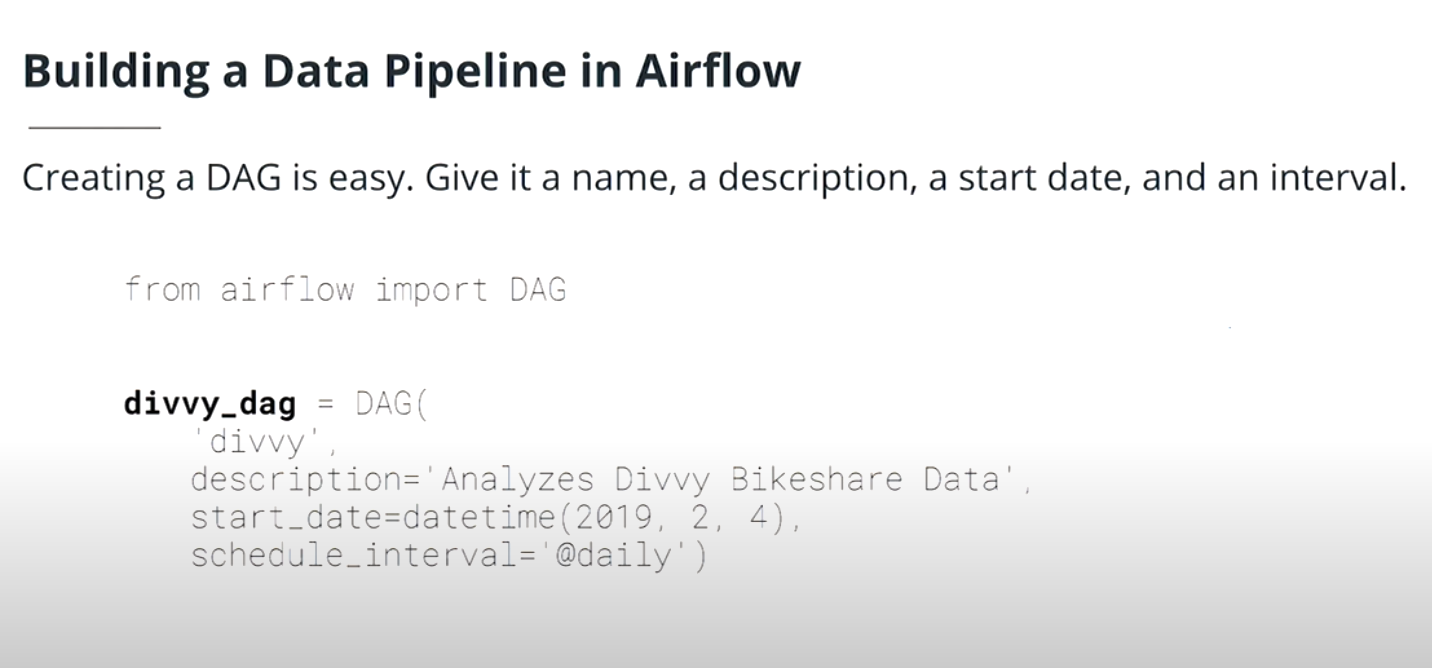 Building a Data Pipeline in Airflow
Creating a DAG is easy. Give it a name, a description, a start date, and an interval.
from airflow import DAG
divvy_dag = DAG(
'divvy',
description='Analyzes Divvy Bikeshare Data',
start_date=datetime(2019, 2, 4),
schedule_interval='@daily')